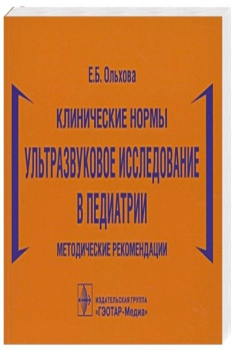 Е.Б. Ольхова
КЛИНИЧЕСКИЕ НОРМЫ
УЛЬТРАЗВУКОВОЕ ИССЛЕДОВАНИЕ
В ПЕДИАТРИИ
МЕТОДИЧЕСКИЕ РЕКОМЕНДАЦИИ
ИЗДАТЕЛЬСКАЯ ГРУППА
«ГЭОТАР-Медиа»